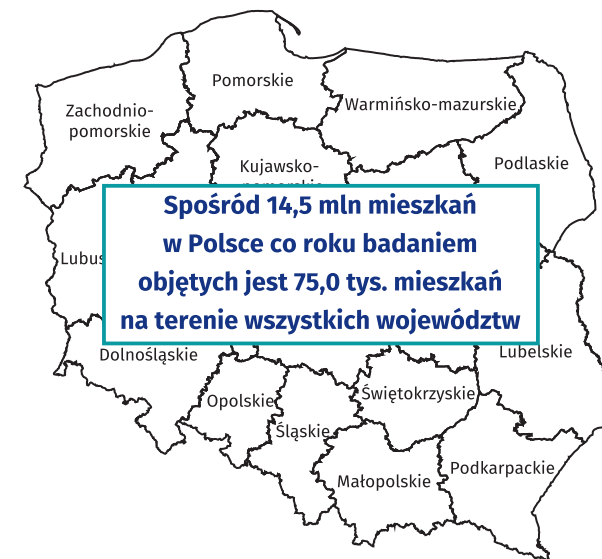 Pomorskie
Zachodnio-
pomorskie
Warmińsko-mazurskie
Kujawsko-
Podlaskie
Spośród 14,5 mln mieszkań
w Polsce co roku badaniem
objętych jest 75,0 tys. mieszkań
na terenie wszystkich województw
Dolnośląskie
Lubelskie
Opolskie
Świętokrzyskie
Śląskie
Małopolskie
Podkarpackie